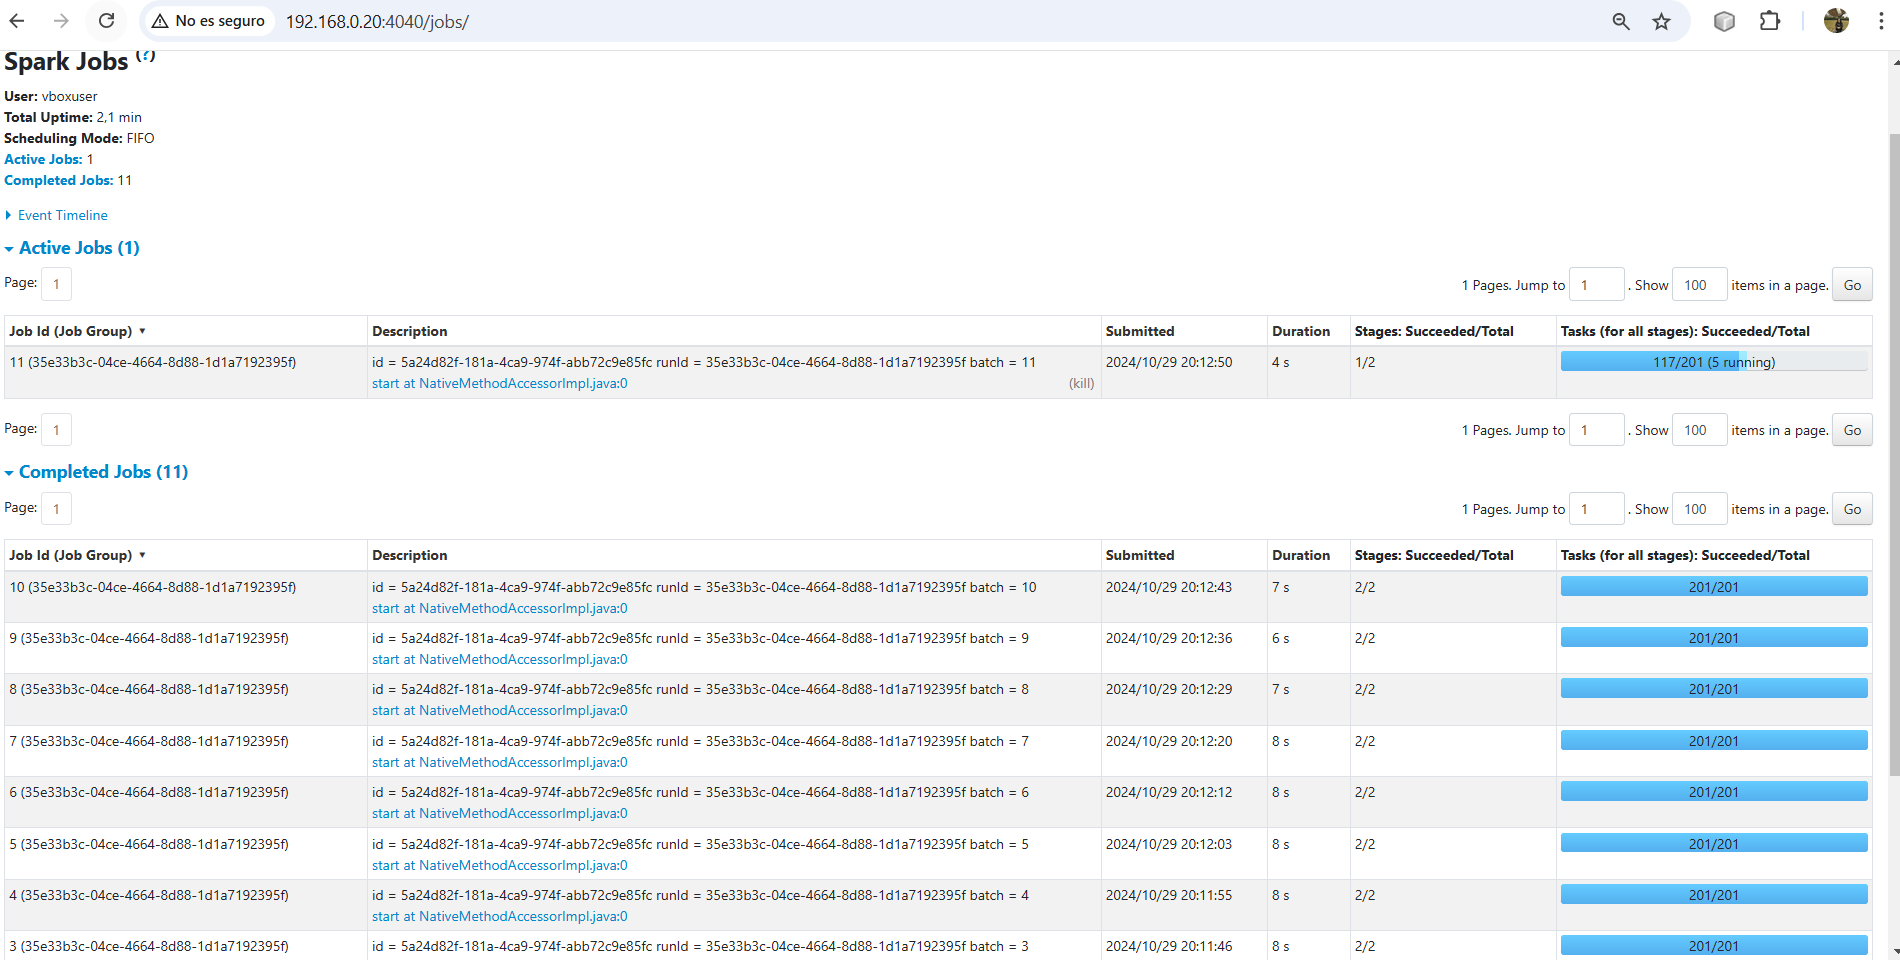 No es seguro 192.168.0.20:4040/jobs/
Spark Jobs (?)
User: vboxuser
Total Uptime: 2,1 min
Scheduling Mode: FIFO
Active Jobs: 1
Completed Jobs: 11
Event Timeline
Active Jobs (1)
Page: 1 1 Pages. Jump to 1 . Show 100 items in a page. Go
Job Id (Job Group) ▾ Description Submitted Duration Stages: Succeeded/Total Tasks (for all stages): Succeeded/Total
11 (35e33b3c-04ce-4664-8d88-1d1a7192395f) id = 5a24d82f-181a-4ca9-974f-abb72c9e85fc runId = 35e33b3c-04ce-4664-8d88-1d1a7192395f batch = 11 2024/10/29 20:12:50 4 s 1/2 117/201 (5 running)
start at NativeMethodAccessorImpl.java:0 (kill)
Page: 1 1 Pages. Jump to 1 . Show 100 items in a page. Go
Completed Jobs (11)
Page: 1 1 Pages. Jump to 1 . Show 100 items in a page. Go
Job Id (Job Group) ▾ Description Submitted Duration Stages: Succeeded/Total Tasks (for all stages): Succeeded/Total
10 (35e33b3c-04ce-4664-8d88-1d1a7192395f) id = 5a24d82f-181a-4ca9-974f-abb72c9e85fc runId = 35e33b3c-04ce-4664-8d88-1d1a7192395f batch = 10 2024/10/29 20:12:43 7 s 2/2 201/201
start at NativeMethodAccessorImpl.java:0
9 (35e33b3c-04ce-4664-8d88-1d1a7192395f) id = 5a24d82f-181a-4ca9-974f-abb72c9e85fc runId = 35e33b3c-04ce-4664-8d88-1d1a7192395f batch = 9 2024/10/29 20:12:36 6 s 2/2 201/201
start at NativeMethodAccessorImpl.java:0
8 (35e33b3c-04ce-4664-8d88-1d1a7192395f) id = 5a24d82f-181a-4ca9-974f-abb72c9e85fc runId = 35e33b3c-04ce-4664-8d88-1d1a7192395f batch = 8 2024/10/29 20:12:29 7 s 2/2 201/201
start at NativeMethodAccessorImpl.java:0
7 (35e33b3c-04ce-4664-8d88-1d1a7192395f) id = 5a24d82f-181a-4ca9-974f-abb72c9e85fc runId = 35e33b3c-04ce-4664-8d88-1d1a7192395f batch = 7 2024/10/29 20:12:20 8 s 2/2 201/201
start at NativeMethodAccessorImpl.java:0
6 (35e33b3c-04ce-4664-8d88-1d1a7192395f) id = 5a24d82f-181a-4ca9-974f-abb72c9e85fc runId = 35e33b3c-04ce-4664-8d88-1d1a7192395f batch = 6 2024/10/29 20:12:12 8 s 2/2 201/201
start at NativeMethodAccessorImpl.java:0
5 (35e33b3c-04ce-4664-8d88-1d1a7192395f) id = 5a24d82f-181a-4ca9-974f-abb72c9e85fc runId = 35e33b3c-04ce-4664-8d88-1d1a7192395f batch = 5 2024/10/29 20:12:03 8 s 2/2 201/201
start at NativeMethodAccessorImpl.java:0
4 (35e33b3c-04ce-4664-8d88-1d1a7192395f) id = 5a24d82f-181a-4ca9-974f-abb72c9e85fc runId = 35e33b3c-04ce-4664-8d88-1d1a7192395f batch = 4 2024/10/29 20:11:55 8 s 2/2 201/201
start at NativeMethodAccessorImpl.java:0
3 (35e33b3c-04ce-4664-8d88-1d1a7192395f) id = 5a24d82f-181a-4ca9-974f-abb72c9e85fc runId = 35e33b3c-04ce-4664-8d88-1d1a7192395f batch = 3 2024/10/29 20:11:46 8 s 2/2 201/201